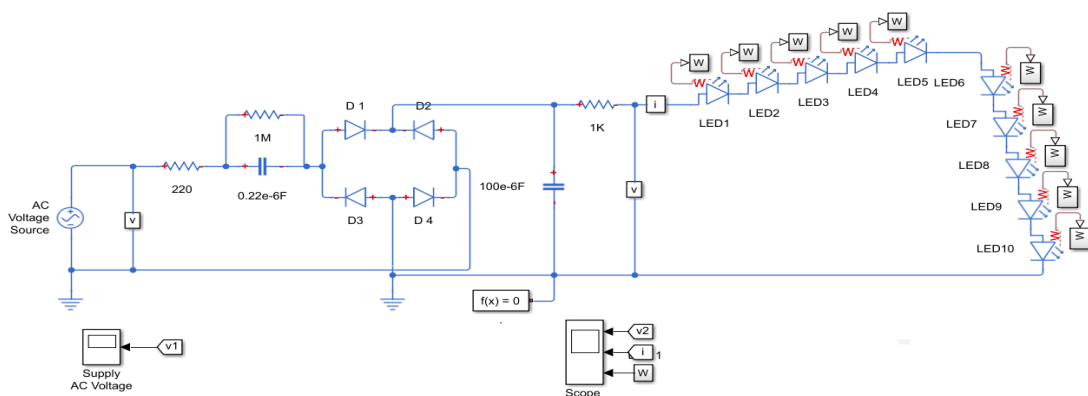 W
W
W
W
W
LED5
LED6
W
LED4
LED3
LED2
LED1
D 1
D2
i
1K
LED7
W
1M
LED8
W
220
0.22e-6F
100e-6F
v
LED9
W
AC
Voltage
Source
v
D3
D 4
LED10
W
f(x) = 0
v1
Supply
AC Voltage
v2
i
1
W
Scope